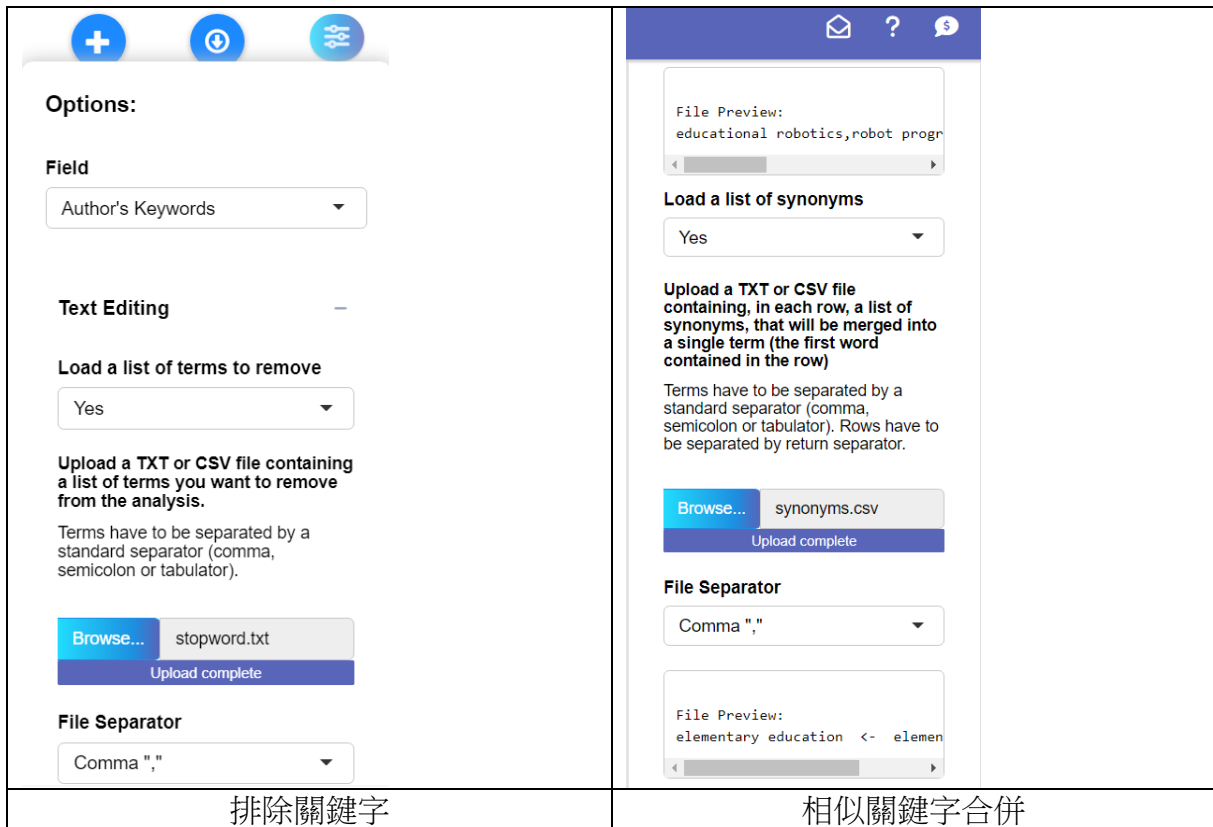 Options:
Field
Author's Keywords
Text Editing
Load a list of terms to remove
Yes
Upload a TXT or CSV file containing
a list of terms you want to remove
from the analysis.
Terms have to be separated by a
standard separator (comma,
semicolon or tabulator).
Browse... stopword.txt
Upload complete
File Separator
Comma ","
排除關鍵字
File Preview:
educational robotics,robot progr
Load a list of synonyms
Yes
Upload a TXT or CSV file
containing, in each row, a list of
synonyms, that will be merged into
a single term (the first word
contained in the row)
Terms have to be separated by a
standard separator (comma,
semicolon or tabulator). Rows have to
be separated by return separator.
Browse... synonyms.csv
Upload complete
File Separator
Comma ","
File Preview:
elementary education <- elemen
相似關鍵字合併